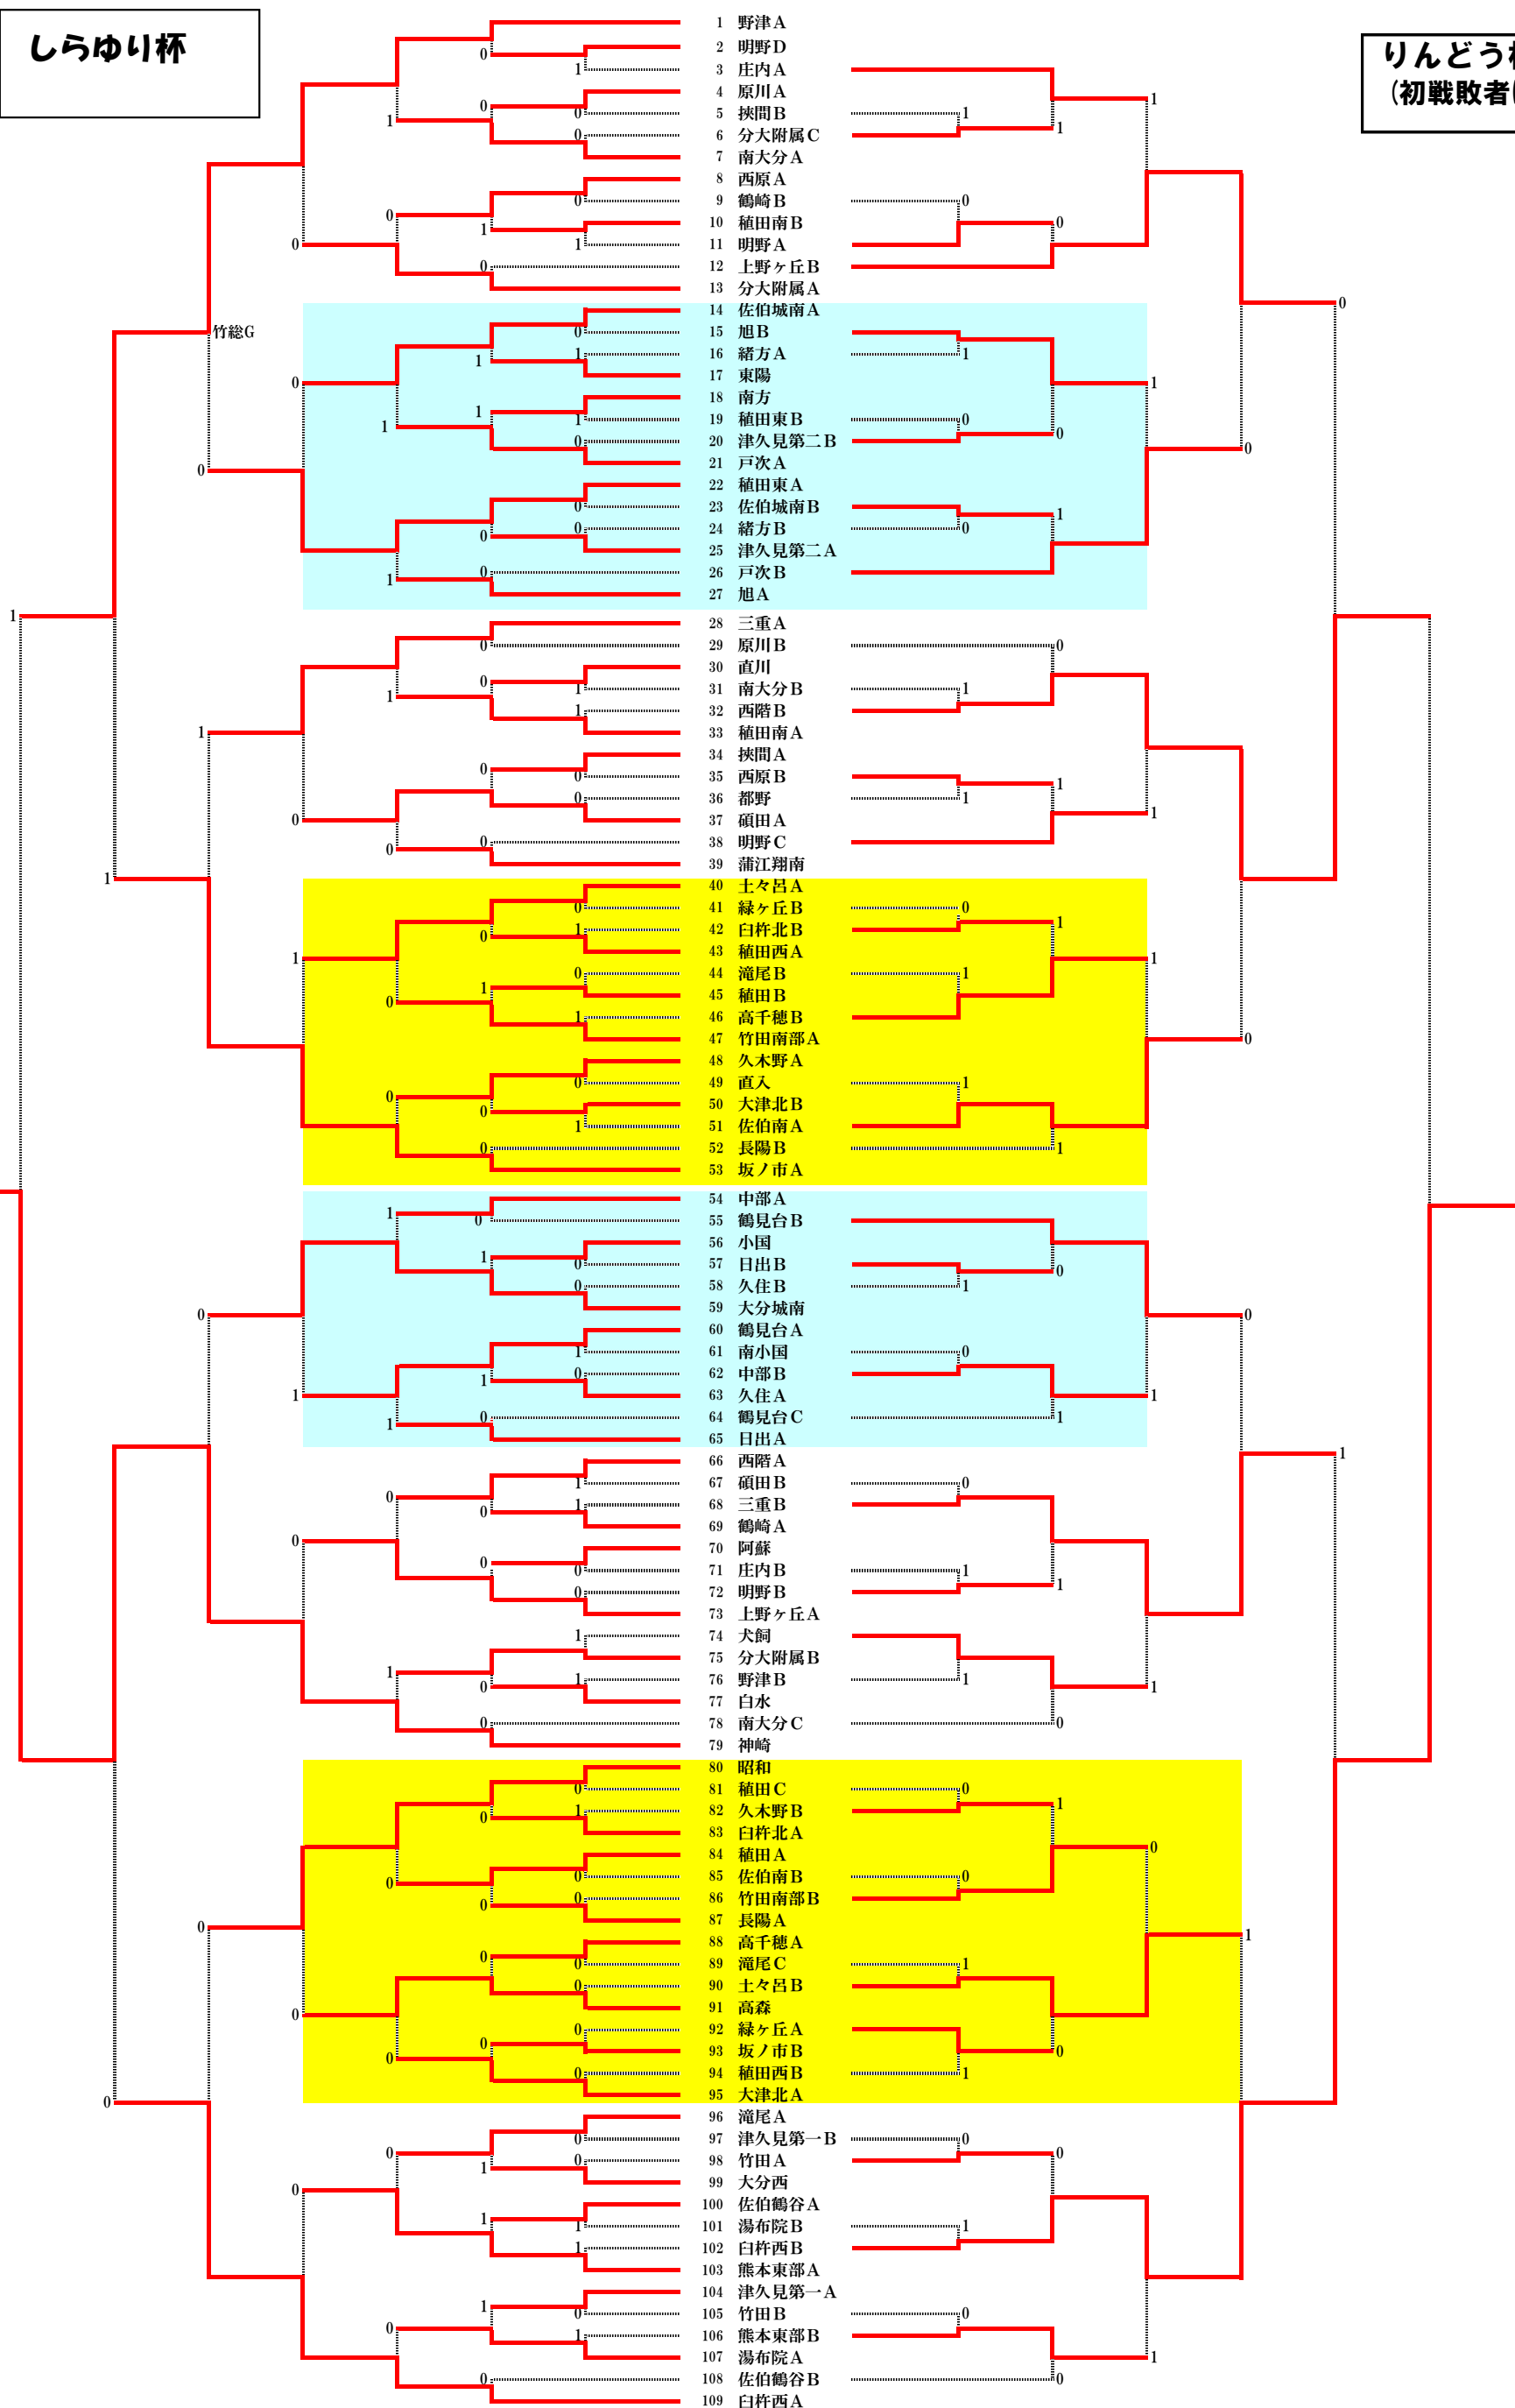 しらゆり杯
りんどう杯
(初戦敗者
1 野津A
2 明野D
3 庄内A
4 原川A
5 挾間B
6 分大附属C
7 南大分A
8 西原A
9 鶴崎B
10 稙田南B
11 明野A
12 上野ヶ丘B
13 分大附属A
14 佐伯城南A
竹総G
15 旭B
16 緒方A
17 東陽
18 南方
19 稙田東B
20 津久見第二B
21 戸次A
22 稙田東A
23 佐伯城南B
24 緒方B
25 津久見第二A
26 戸次B
27 旭A
28 三重A
29 原川B
30 直川
31 南大分B
32 西階B
33 稙田南A
34 挾間A
35 西原B
36 都野
37 碩田A
38 明野C
39 蒲江翔南
40 土々呂A
41 緑ヶ丘B
42 臼杵北B
43 稙田西A
44 滝尾B
45 稙田B
46 高千穂B
47 竹田南部A
48 久木野A
49 直入
50 大津北B
51 佐伯南A
52 長陽B
53 坂ノ市A
54 中部A
55 鶴見台B
56 小国
57 日出B
58 久住B
59 大分城南
60 鶴見台A
61 南小国
62 中部B
63 久住A
64 鶴見台C
65 日出A
66 西階A
67 碩田B
68 三重B
69 鶴崎A
70 阿蘇
71 庄内B
72 明野B
73 上野ヶ丘A
74 犬飼
75 分大附属B
76 野津B
77 白水
78 南大分C
79 神崎
80 昭和
81 稙田C
82 久木野B
83 臼杵北A
84 稙田A
85 佐伯南B
86 竹田南部B
87 長陽A
88 高千穂A
89 滝尾C
90 土々呂B
91 高森
92 緑ヶ丘A
93 坂ノ市B
94 稙田西B
95 大津北A
96 滝尾A
97 津久見第一B
98 竹田A
99 大分西
100 佐伯鶴谷A
101 湯布院B
102 臼杵西B
103 熊本東部A
104 津久見第一A
105 竹田B
106 熊本東部B
107 湯布院A
108 佐伯鶴谷B
109 臼杵西A